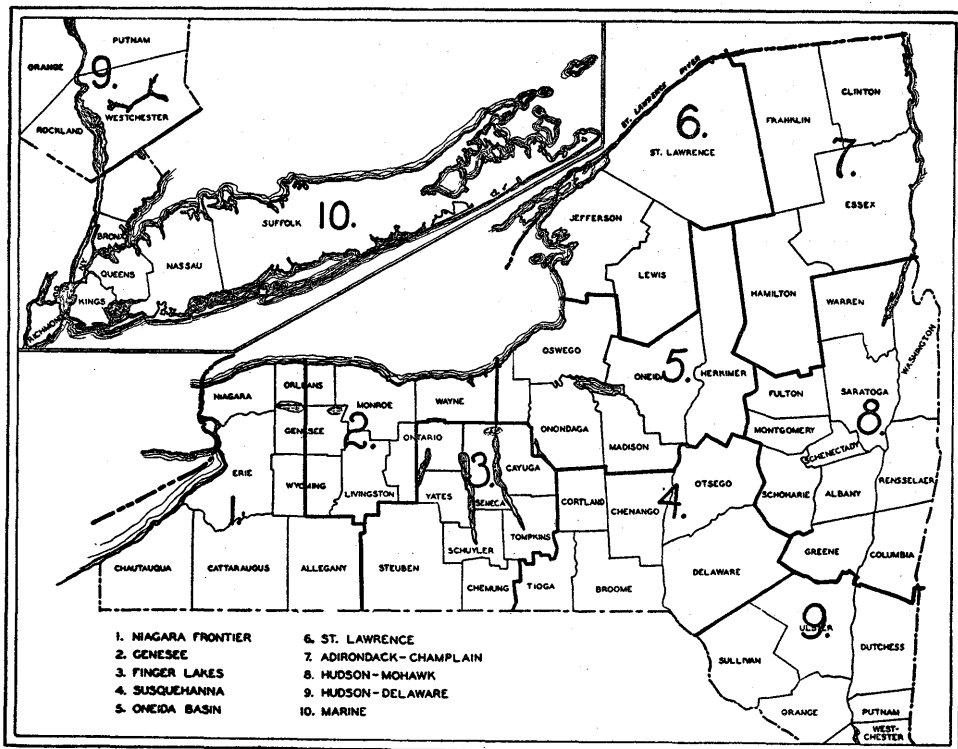 PUTNAM
ORANGE
9.
WESTCHESTER
ROCKLAND
ST. LAWRENCE RIVER
CLINTON
FRANKLIN
6.
ST. LAWRENCE
7.
ESSEX
SUFFOLK
10.
JEFFERSON
BRONX
NASSAU
QUEENS
LEWIS
KINGS
RICHMOND
HAMILTON
WARREN
WASHINGTON
OSWEGO
ONEIDA
5.
HERKIMER
NIAGARA
ORLEANS
MONROE
WAYNE
FULTON
SARATOGA
8.
GENESEE
2.
ONTARIO
ONONDAGA
MADISON
MONTGOMERY
SCHENECTADY
ERIE
WYOMING
LIVINGSTON
3.
CAYUGA
YATES
SENECA
CORTLAND
CHENANGO
4.
OTSEGO
SCHOHARIE
ALBANY
RENSSELAER
1.
SCHUYLER
TOMPKINS
GREENE
COLUMBIA
CHAUTAUQUA
CATTARAUGUS
ALLEGANY
STEUBEN
CHEMUNG
TIOGA
BROOME
DELAWARE
9.
ULSTER
SULLIVAN
DUTCHESS
ORANGE
PUTNAM
WEST-
CHESTER
1. NIAGARA FRONTIER
2. GENESEE
3. FINGER LAKES
4. SUSQUEHANNA
5. ONEIDA BASIN
6. ST. LAWRENCE
7. ADIRONDACK-CHAMPLAIN
8. HUDSON-MOHAWK
9. HUDSON-DELAWARE
10. MARINE